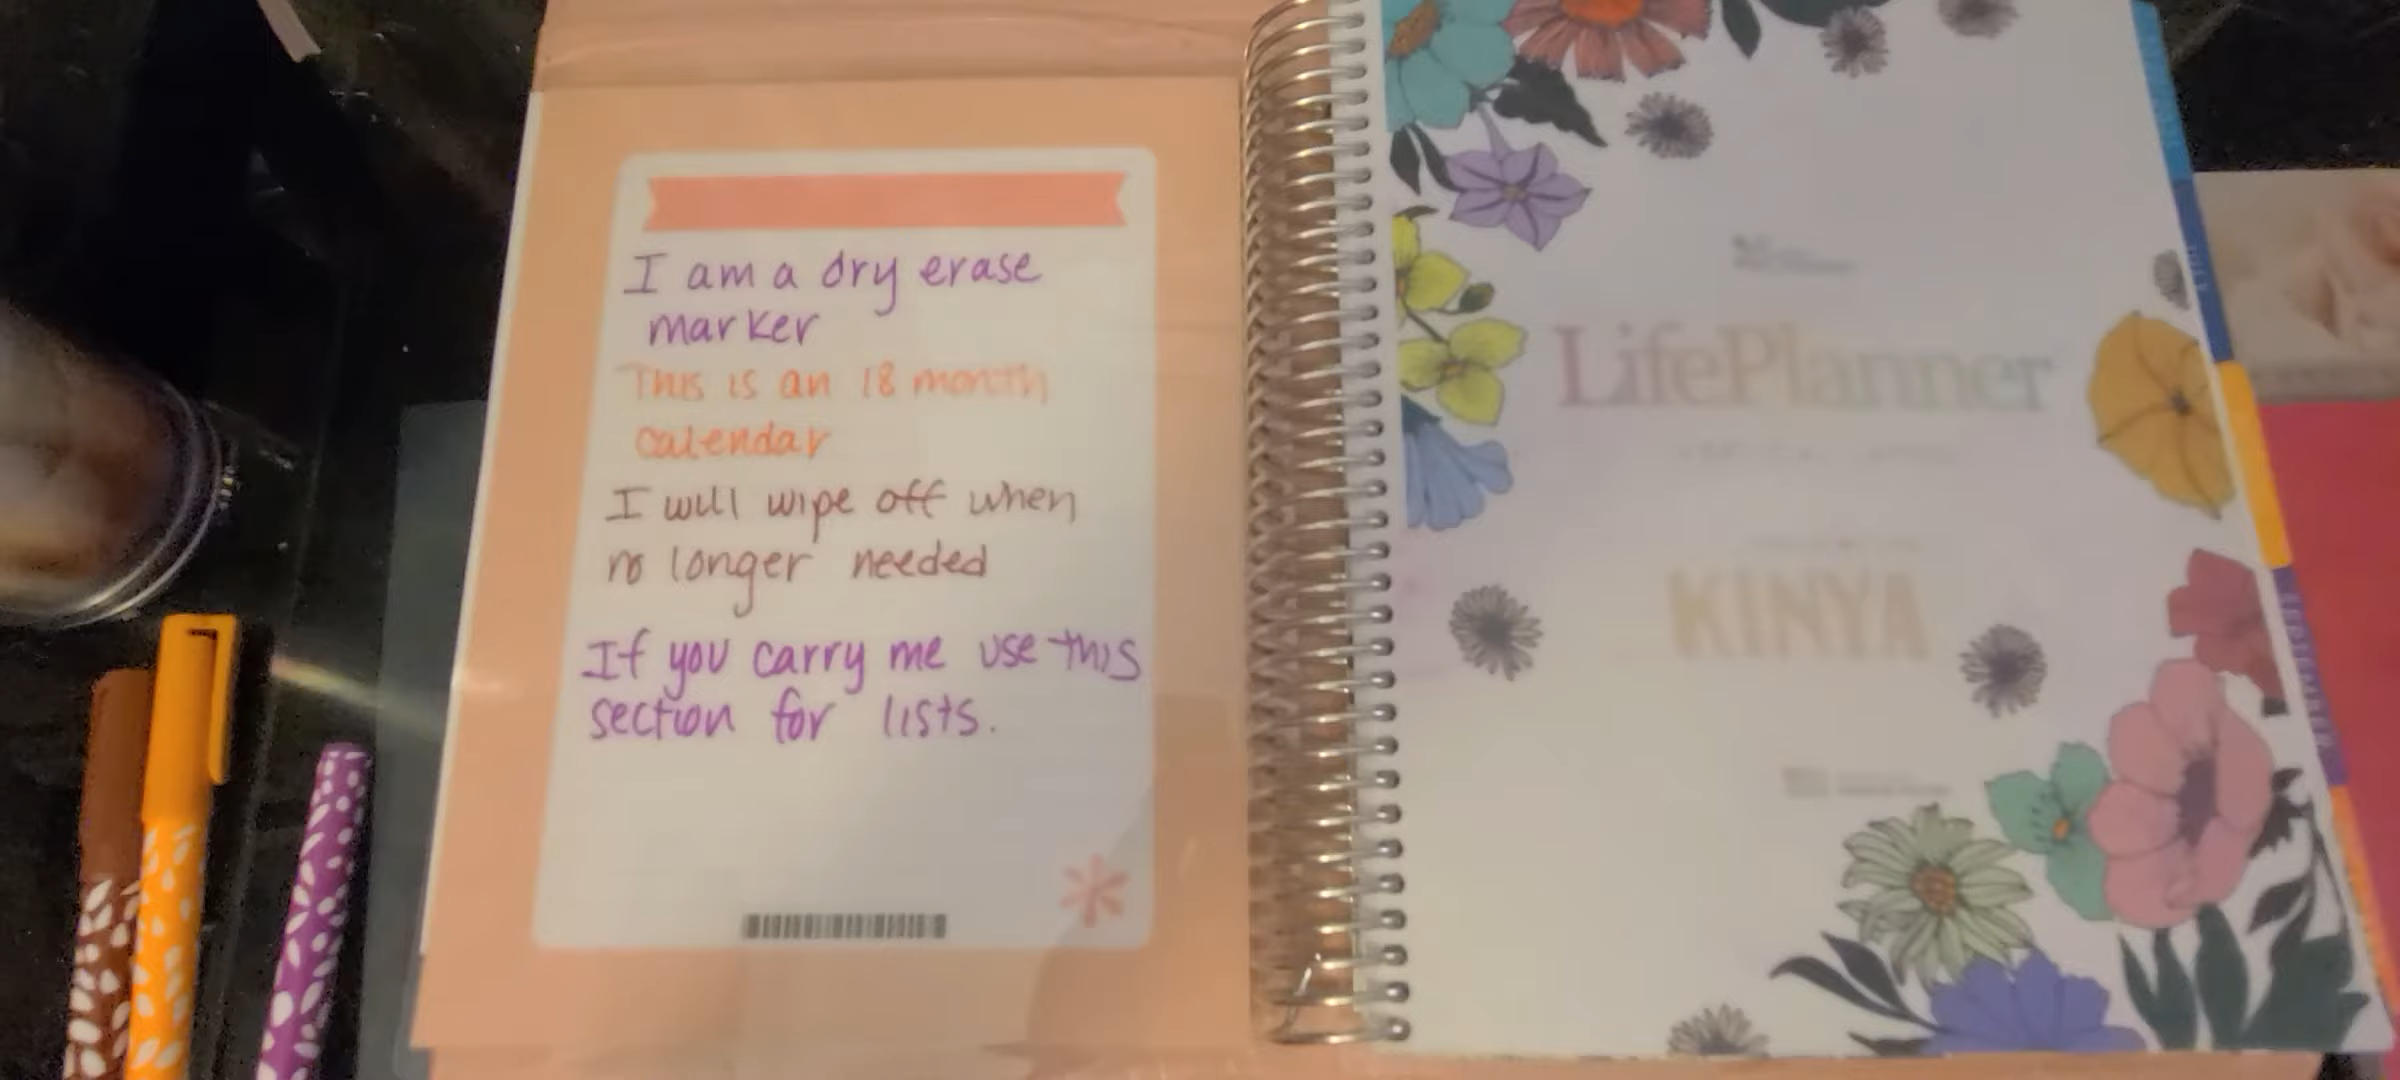 I am a dry erase
marker
This is an 18 month
calendar
I will wipe off when
no longer needed
If you carry me use this
section for lists.
LifePlanner
KINYA
SEPTEMBER